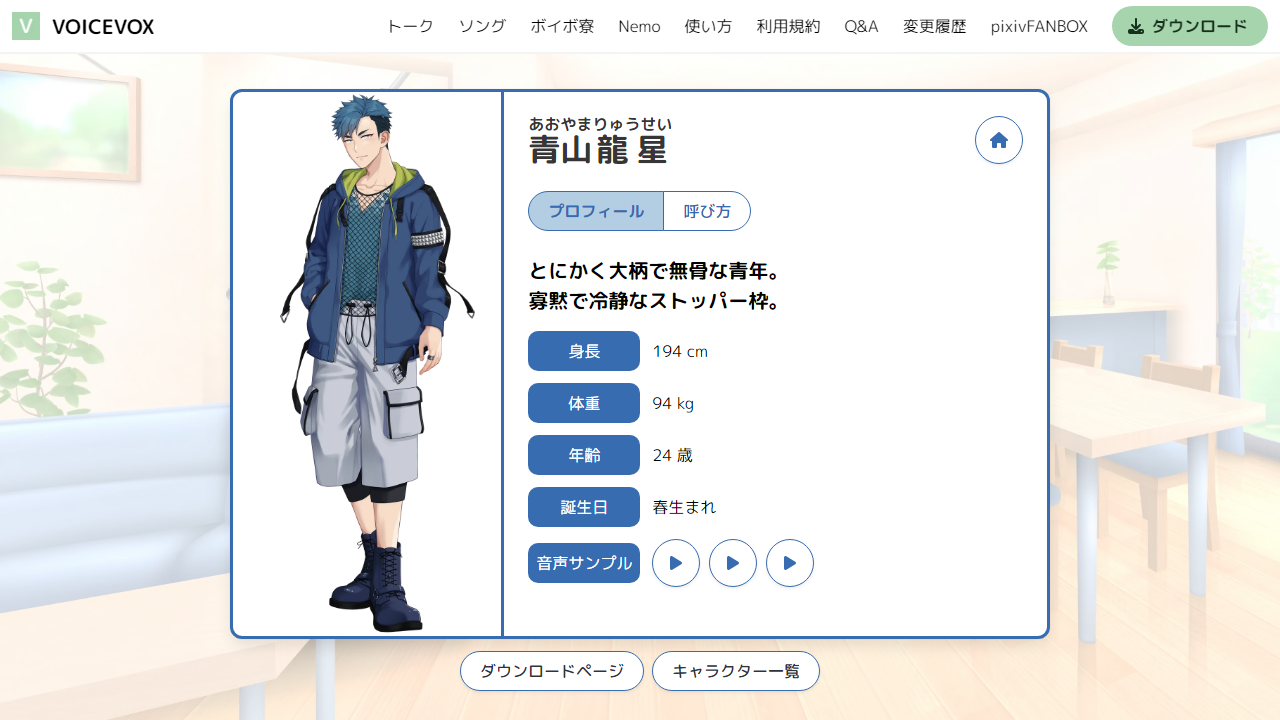 V VOICEVOX トーク ソング ボイボ寮 Nemo 使い方 利用規約 Q&A 変更履歴 pixivFANBOX ダウンロード
あおやまりゅうせい
青山龍星
プロフィール 呼び方
とにかく大柄で無骨な青年。
寡黙で冷静なストッパー枠。
身長 194 cm
体重 94 kg
年齢 24 歳
誕生日 春生まれ
音声サンプル
ダウンロードページ キャラクター一覧